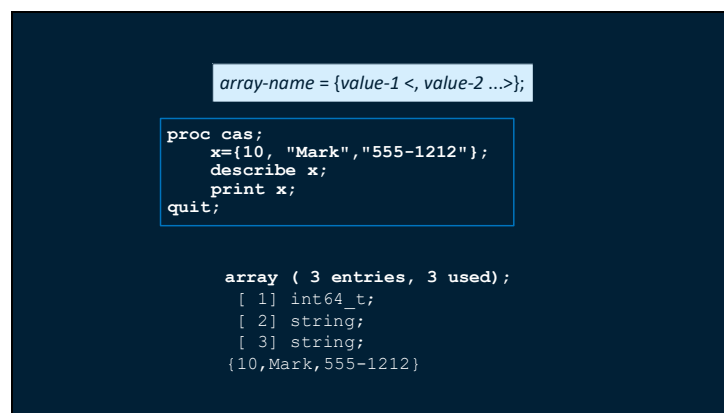 array-name = {value-1 <, value-2 ...>};
proc cas;
x={10, "Mark","555-1212"};
describe x;
print x;
quit;
array ( 3 entries, 3 used);
[ 1] int64_t;
[ 2] string;
[ 3] string;
{10,Mark,555-1212}